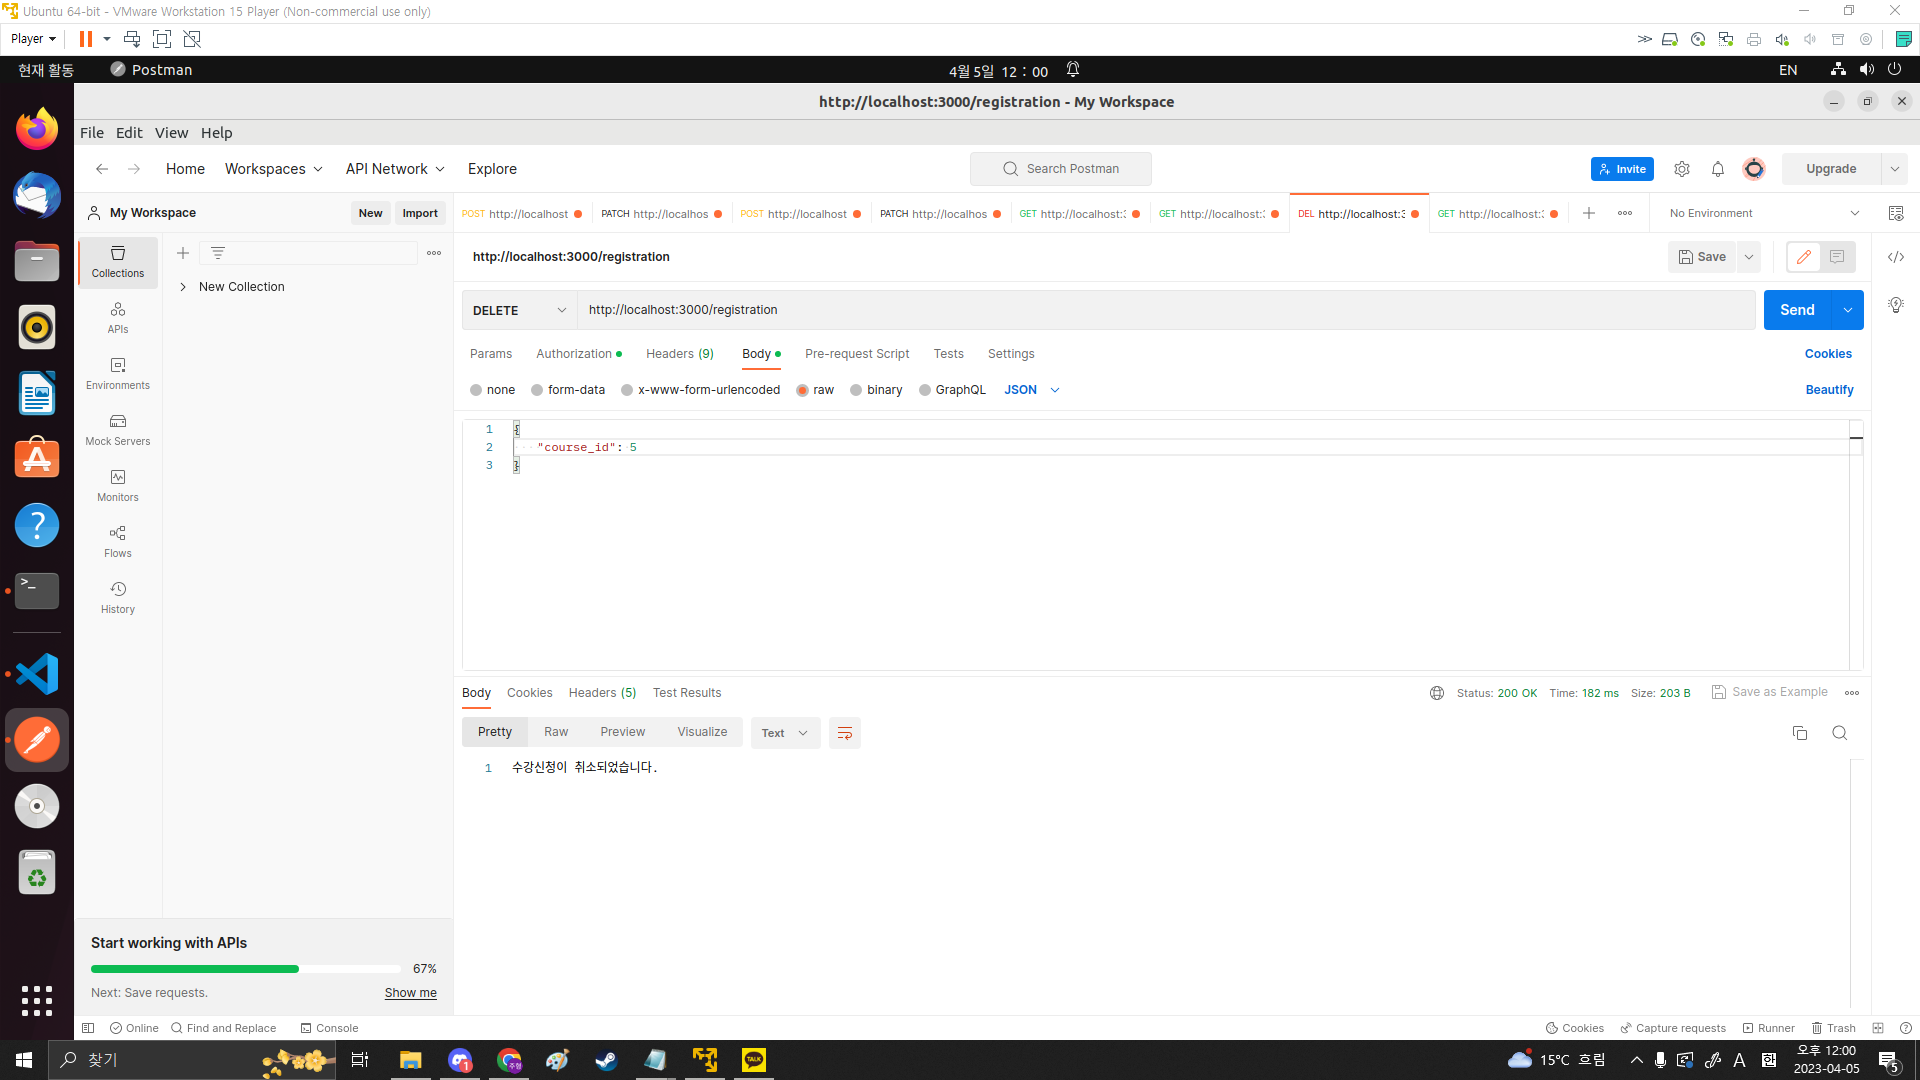 Ubuntu 64-bit - VMware Workstation 15 Player (Non-commercial use only)
Player
현재 활동
Postman
4월 5일 12 : 00
EN
http://localhost:3000/registration - My Workspace
File Edit View Help
Home Workspaces API Network Explore
Search Postman
Invite
Upgrade
My Workspace
New Import
POST http://localhost
PATCH http://localhos
POST http://localhost
PATCH http://localhos
GET http://localhost:
GET http://localhost:
DEL http://localhost:3
GET http://localhost:
No Environment
Collections
New Collection
APIs
Environments
Mock Servers
Monitors
Flows
History
http://localhost:3000/registration
Save
DELETE http://localhost:3000/registration
Send
Params Authorization Headers (9) Body Pre-request Script Tests Settings
Cookies
none form-data x-www-form-urlencoded raw binary GraphQL JSON
Beautify
1 {
2 "course_id": 5
3 }
Body Cookies Headers (5) Test Results
Status: 200 OK Time: 182 ms Size: 203 B
Save as Example
Pretty Raw Preview Visualize Text
1 수강신청이 취소되었습니다.
Start working with APIs
67%
Next: Save requests.
Show me
Online Find and Replace Console
Cookies Capture requests Runner Trash
찾기
1
주형
TALK
15°C 흐림
A
한
오후 12:00
2023-04-05
5